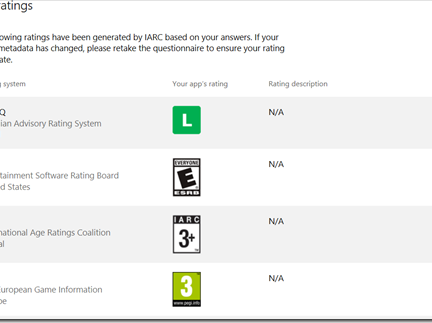 ratings
owing ratings have been generated by IARC based on your answers. If your
metadata has changed, please retake the questionnaire to ensure your rating
ate.
g system Your app's rating Rating description
Q L N/A
ian Advisory Rating System
EVERYONE
E
ESRB
N/A
tainment Software Rating Board
d States
IARC
3+
N/A
national Age Ratings Coalition
al
3
www.pegi.info
N/A
uropean Game Information
pe